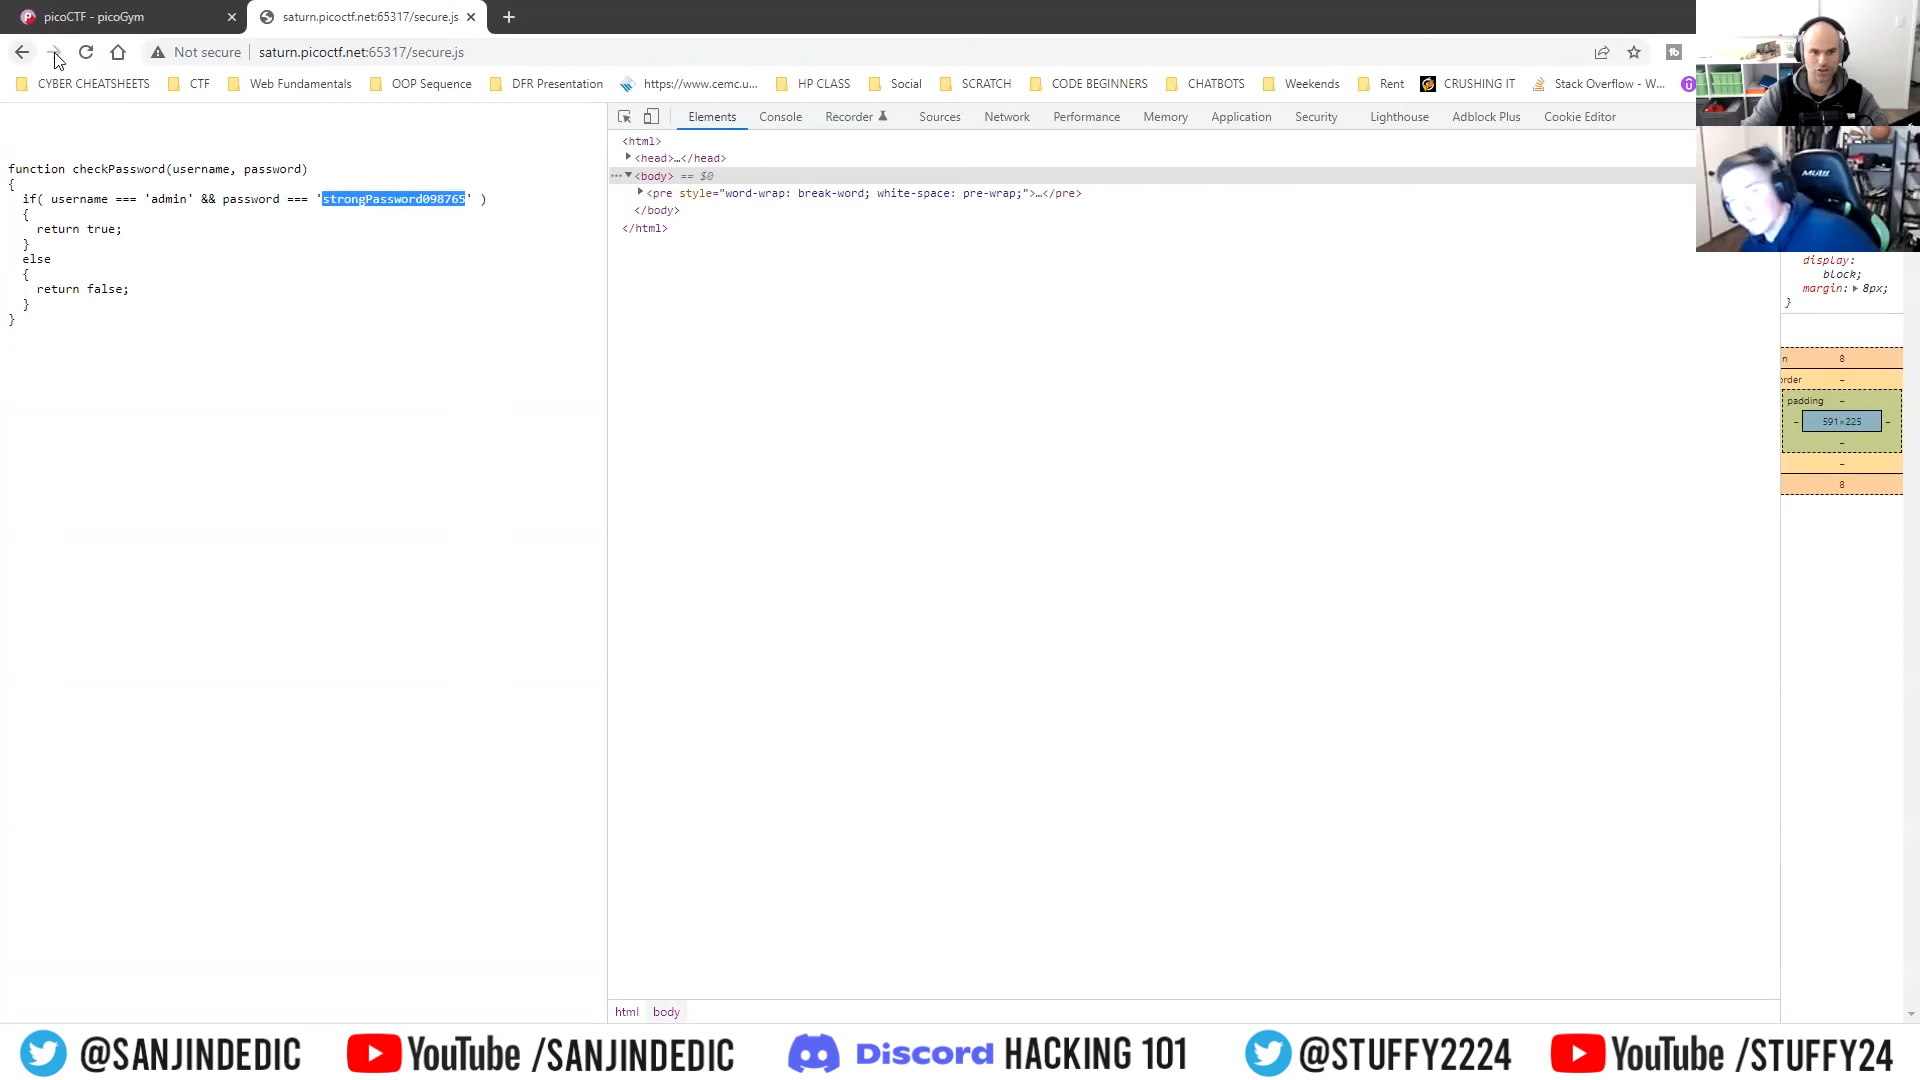 picoCTF - picoGym
saturn.picoctf.net:65317/secure.js
Not secure
saturn.picoctf.net:65317/secure.js
CYBER CHEATSHEETS
CTF
Web Fundamentals
OOP Sequence
DFR Presentation
https://www.cemc.u...
HP CLASS
Social
SCRATCH
CODE BEGINNERS
CHATBOTS
Weekends
Rent
CRUSHING IT
Stack Overflow - W...
function checkPassword(username, password)
{
if( username === 'admin' && password === 'strongPassword098765' )
{
return true;
}
else
{
return false;
}
}
Elements
Console
Recorder
Sources
Network
Performance
Memory
Application
Security
Lighthouse
Adblock Plus
Cookie Editor
<html>
<head>…</head>
<body> == $0
<pre style="word-wrap: break-word; white-space: pre-wrap;">…</pre>
</body>
</html>
display:
block;
margin: 8px;
}
8
–
padding –
– 591×225 –
–
–
8
html
body
@SANJINDEDIC
YouTube /SANJINDEDIC
Discord HACKING 101
@STUFFY2224
YouTube /STUFFY24